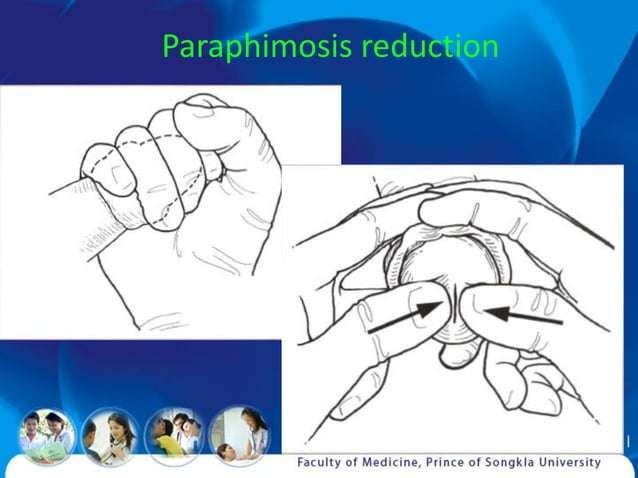 Paraphimosis reduction
Faculty of Medicine, Prince of Songkla University